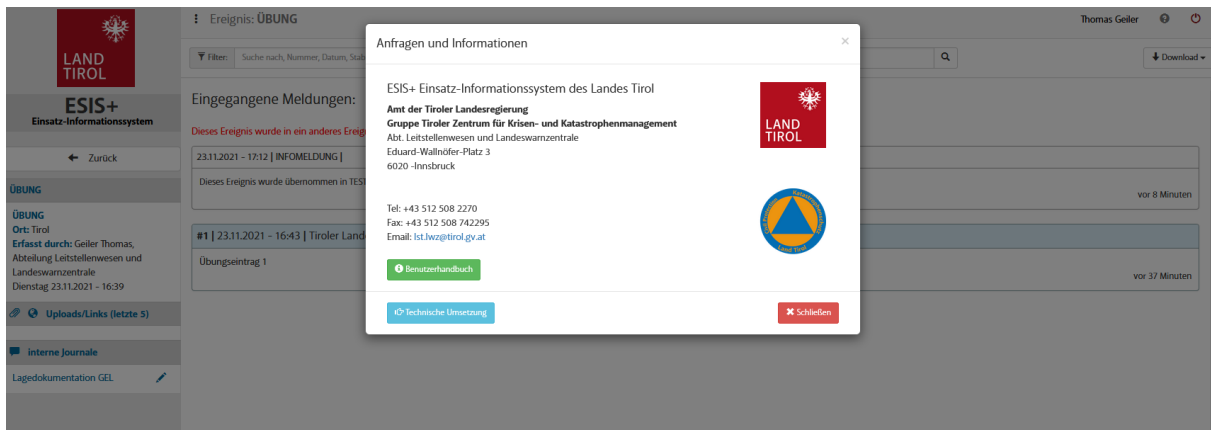 LAND
TIROL
ESIS+
Einsatz-Informationssystem
Zurück
ÜBUNG
ÜBUNG
Ort: Tirol
Erfasst durch: Geiler Thomas,
Abteilung Leitstellenwesen und
Landeswarnzentrale
Dienstag 23.11.2021 - 16:39
Uploads/Links (letzte 5)
interne Journale
Lagedokumentation GEL
Ereignis: ÜBUNG
Thomas Geiler
Filter: Suche nach, Nummer, Datum, Stab
Download
Eingegangene Meldungen:
Dieses Ereignis wurde in ein anderes Ereig
23.11.2021 - 17:12 | INFOMELDUNG |
Dieses Ereignis wurde übernommen in TEST
vor 8 Minuten
#1 | 23.11.2021 - 16:43 | Tiroler Land
Übungseintrag 1
vor 37 Minuten
Anfragen und Informationen
×
ESIS+ Einsatz-Informationssystem des Landes Tirol
Amt der Tiroler Landesregierung
Gruppe Tiroler Zentrum für Krisen- und Katastrophenmanagement
Abt. Leitstellenwesen und Landeswarnzentrale
Eduard-Wallnöfer-Platz 3
6020 -Innsbruck
LAND
TIROL
Tel: +43 512 508 2270
Fax: +43 512 508 742295
Email: lst.lwz@tirol.gv.at
Land Tirol
Benutzerhandbuch
Technische Umsetzung
Schließen